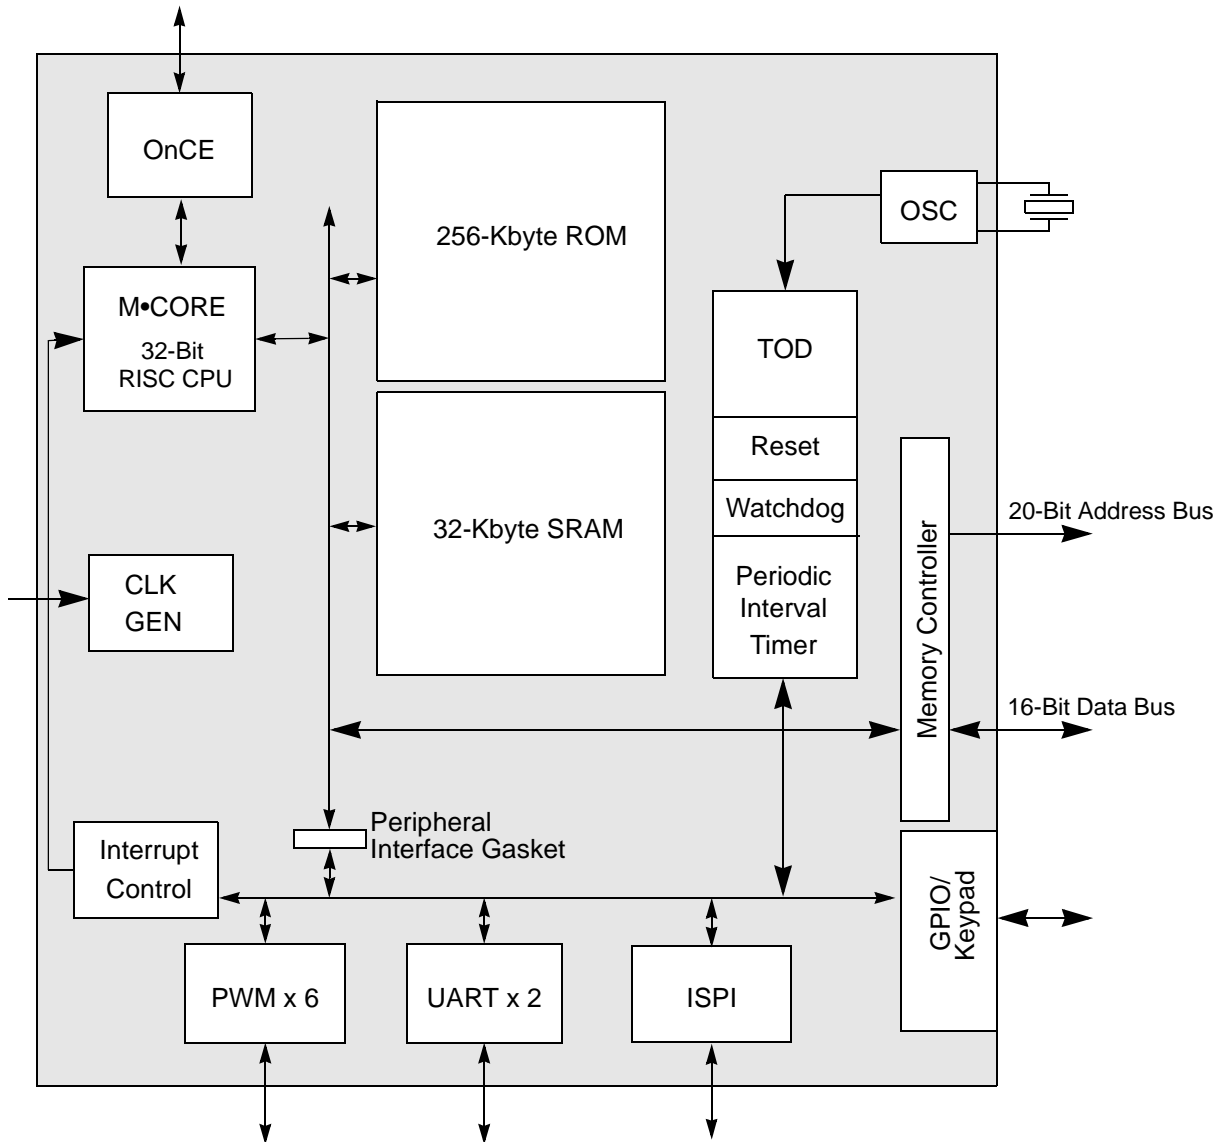 OnCE
256-Kbyte ROM
OSC
M•CORE
32-Bit
RISC CPU
TOD
Reset
Watchdog
Periodic
Interval
Timer
32-Kbyte SRAM
20-Bit Address Bus
CLK
GEN
Memory Controller
16-Bit Data Bus
Peripheral
Interface Gasket
Interrupt
Control
GPIO/
Keypad
PWM x 6
UART x 2
ISPI